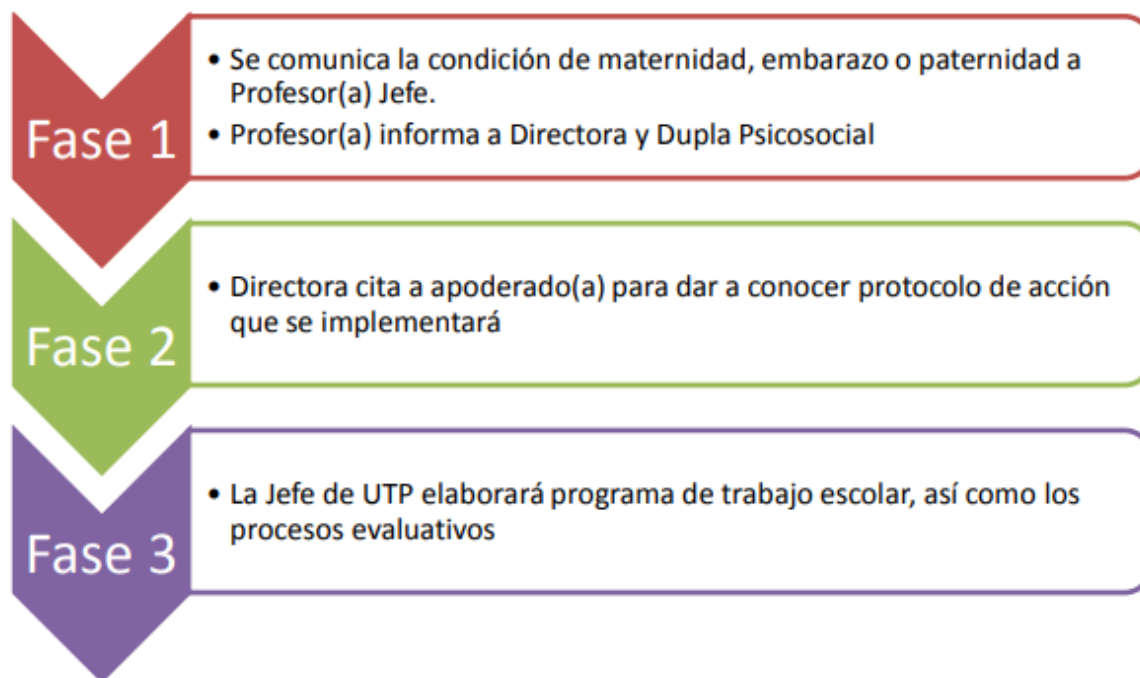 Fase 1
• Se comunica la condición de maternidad, embarazo o paternidad a
Profesor(a) Jefe.
• Profesor(a) informa a Directora y Dupla Psicosocial
Fase 2
• Directora cita a apoderado(a) para dar a conocer protocolo de acción
que se implementará
Fase 3
• La Jefe de UTP elaborará programa de trabajo escolar, así como los
procesos evaluativos